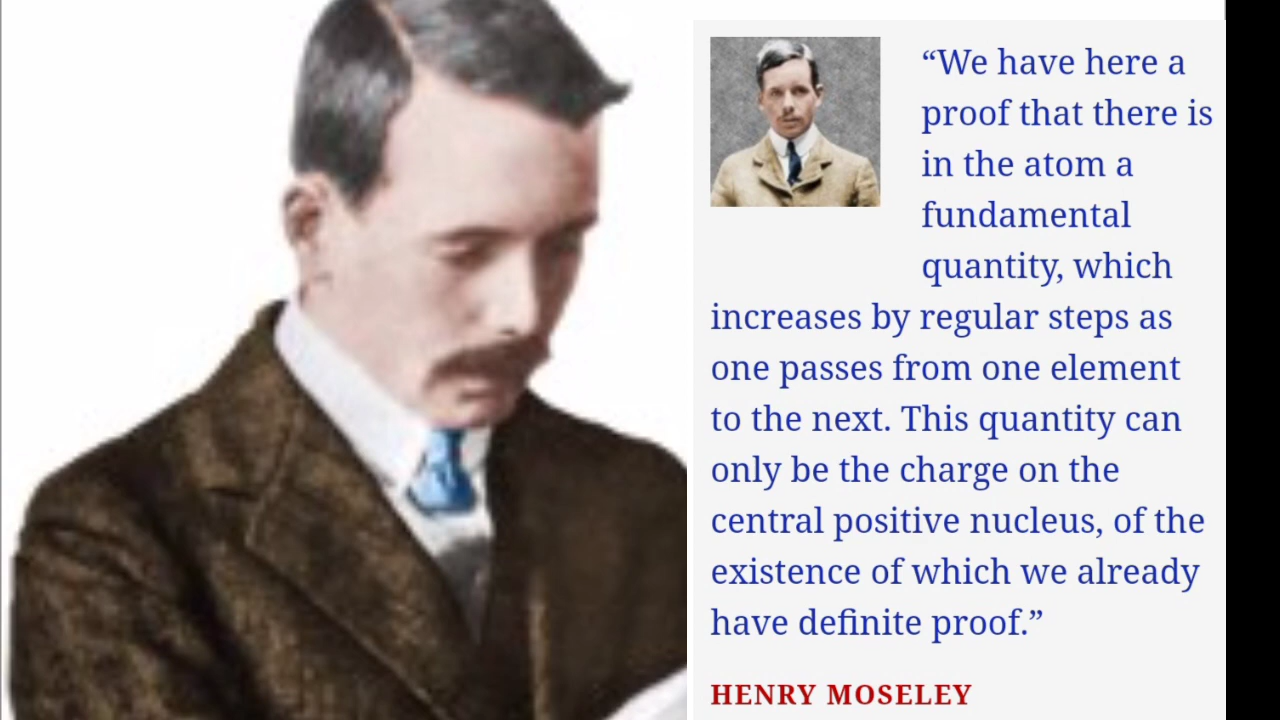 “We have here a
proof that there is
in the atom a
fundamental
quantity, which
increases by regular steps as
one passes from one element
to the next. This quantity can
only be the charge on the
central positive nucleus, of the
existence of which we already
have definite proof.”
HENRY MOSELEY